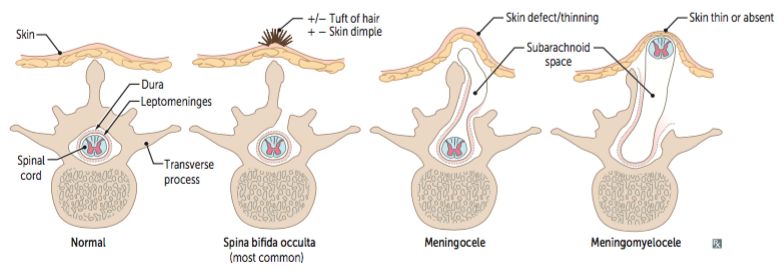 Skin
Dura
Leptomeninges
Spinal
cord
Transverse
process
Normal
+/– Tuft of hair
+ – Skin dimple
Spina bifida occulta
(most common)
Skin defect/thinning
Subarachnoid
space
Meningocele
Skin thin or absent
Meningomyelocele
℞